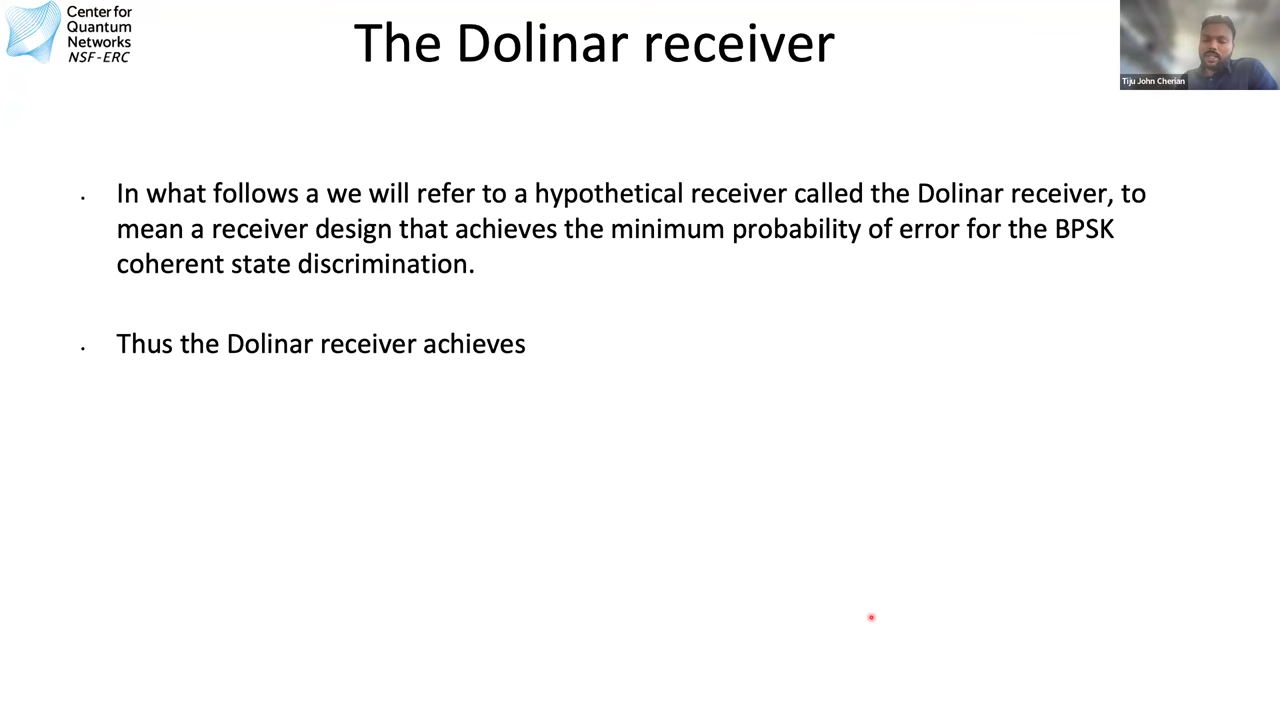 Center for
Quantum
Networks
NSF-ERC
The Dolinar receiver
Tiju John Cherian
. In what follows a we will refer to a hypothetical receiver called the Dolinar receiver, to
mean a receiver design that achieves the minimum probability of error for the BPSK
coherent state discrimination.
. Thus the Dolinar receiver achieves